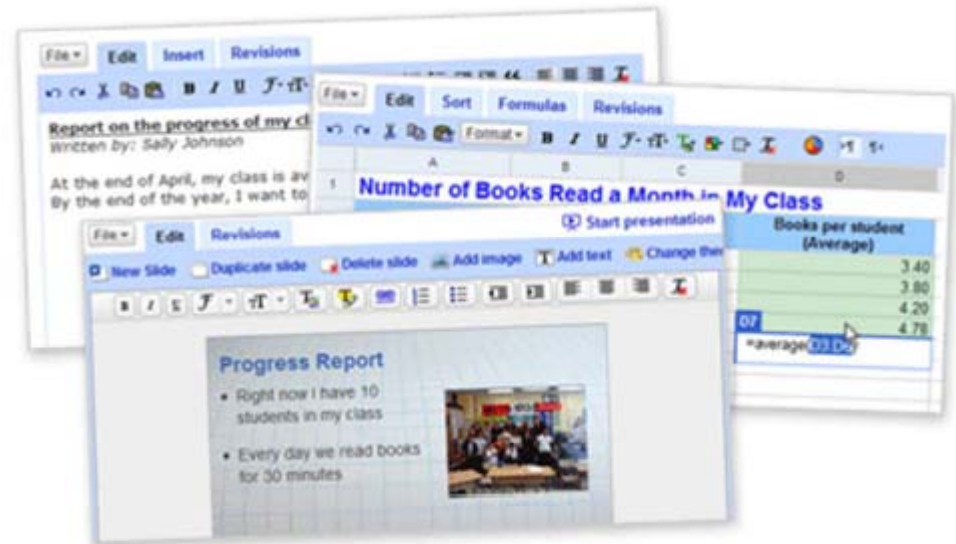 File
Edit
Insert
Revisions
B I U
Report on the progress of my cl
Written by: Sally Johnson
At the end of April, my class is av
By the end of the year, I want to
File
Edit
Sort
Formulas
Revisions
Format
B I U
A
B
C
D
1
Number of Books Read a Month in My Class
Books per student
(Average)
3.40
3.80
4.20
4.78
D7
=average(D3:D6
File
Edit
Revisions
Start presentation
New Slide
Duplicate slide
Delete slide
Add image
Add text
Change the
B I U
Progress Report
• Right now I have 10
students in my class
• Every day we read books
for 30 minutes